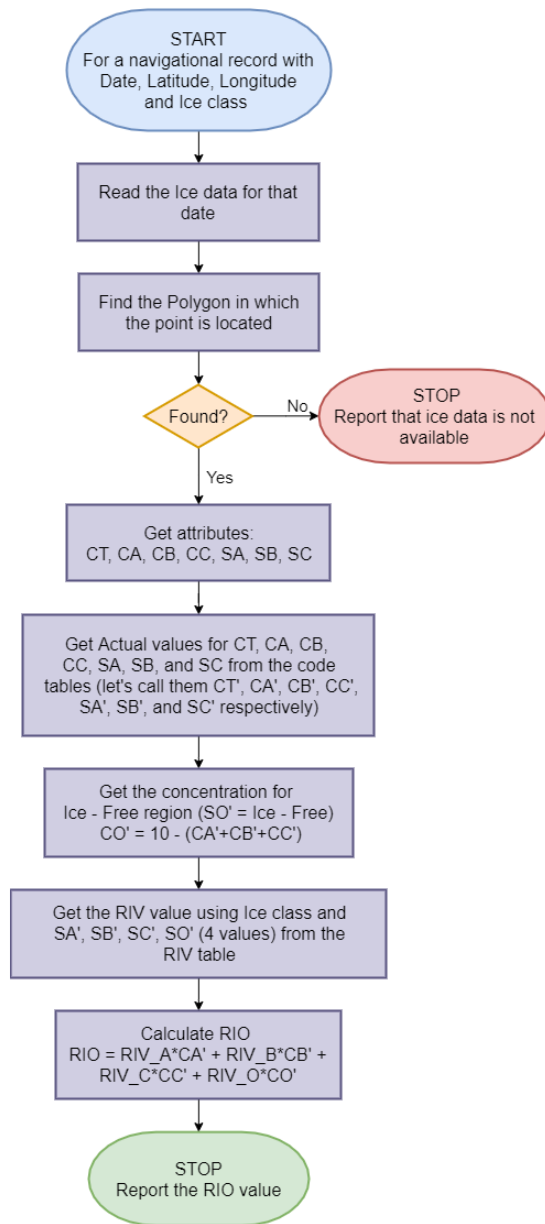 START
For a navigational record with
Date, Latitude, Longitude
and Ice class
Read the Ice data for that
date
Find the Polygon in which
the point is located
Found?
No
STOP
Report that ice data is not
available
Yes
Get attributes:
CT, CA, CB, CC, SA, SB, SC
Get Actual values for CT, CA, CB,
CC, SA, SB, and SC from the code
tables (let's call them CT', CA', CB', CC',
SA', SB', and SC' respectively)
Get the concentration for
Ice - Free region (SO' = Ice - Free)
CO' = 10 - (CA'+CB'+CC')
Get the RIV value using Ice class and
SA', SB', SC', SO' (4 values) from the
RIV table
Calculate RIO
RIO = RIV_A*CA' + RIV_B*CB' +
RIV_C*CC' + RIV_O*CO'
STOP
Report the RIO value